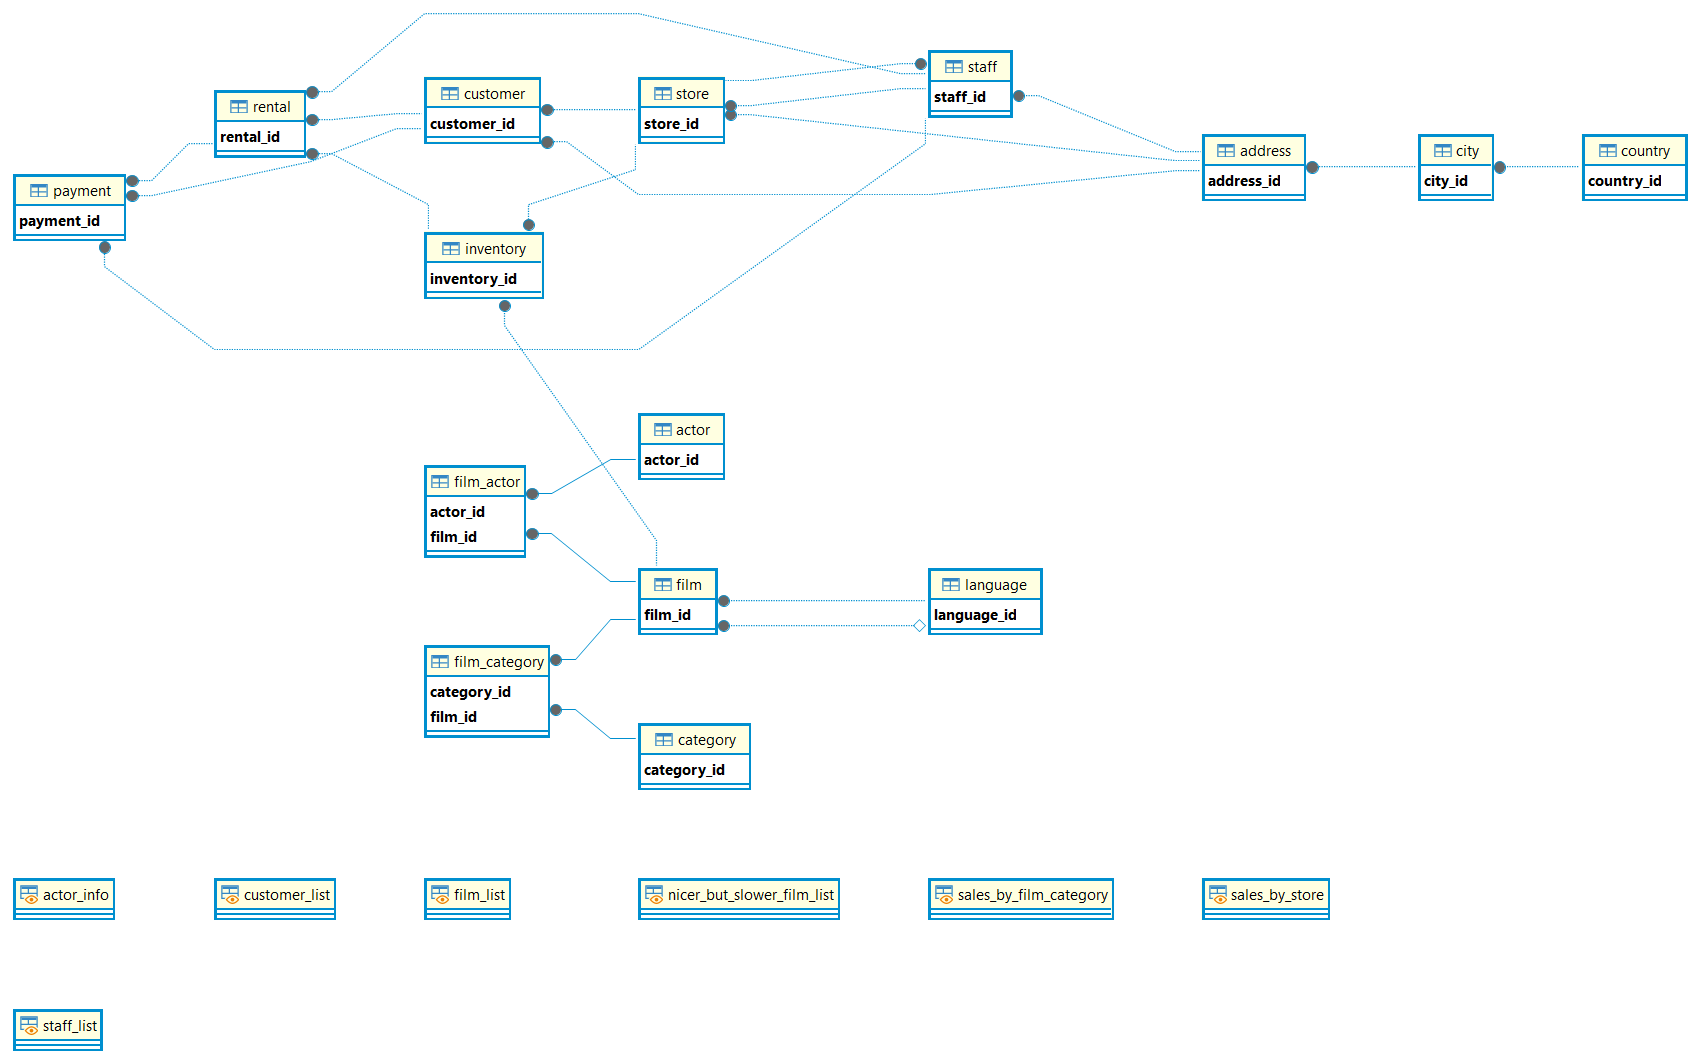 staff
staff_id
rental
rental_id
customer
customer_id
store
store_id
address
address_id
city
city_id
country
country_id
payment
payment_id
inventory
inventory_id
actor
actor_id
film_actor
actor_id
film_id
film
film_id
language
language_id
film_category
category_id
film_id
category
category_id
actor_info
customer_list
film_list
nicer_but_slower_film_list
sales_by_film_category
sales_by_store
staff_list